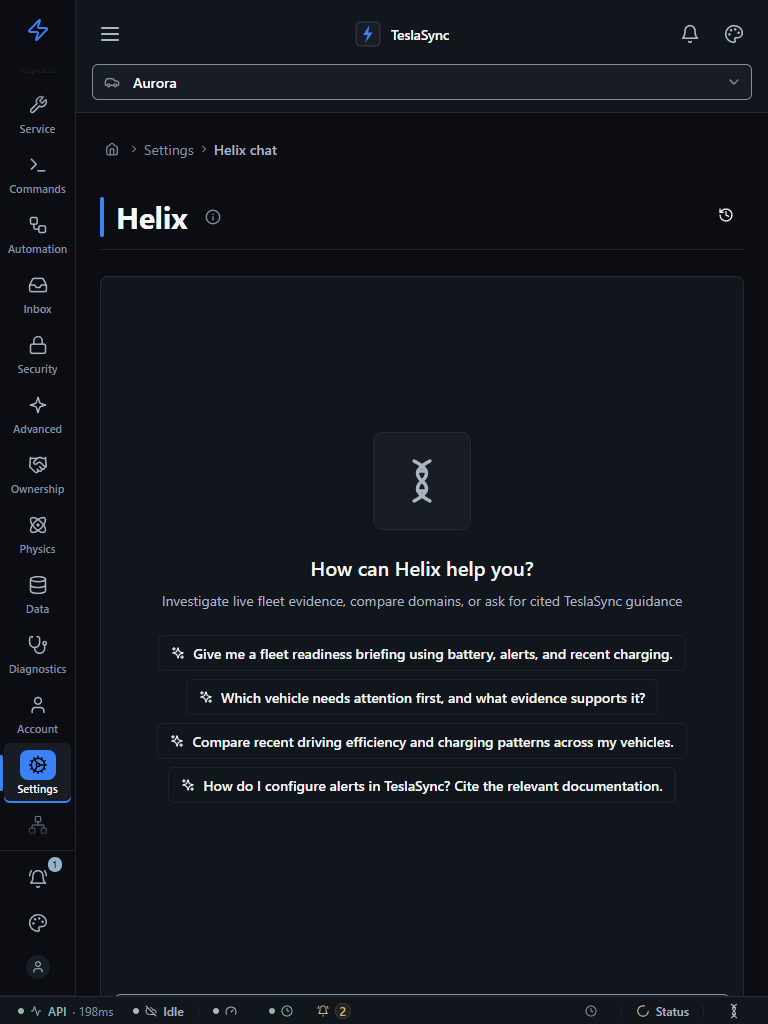 TeslaSync
Aurora
Settings
Helix chat
Helix
Service
Commands
Automation
Inbox
Security
Advanced
Ownership
Physics
Data
Diagnostics
Account
Settings
1
How can Helix help you?
Investigate live fleet evidence, compare domains, or ask for cited TeslaSync guidance
Give me a fleet readiness briefing using battery, alerts, and recent charging.
Which vehicle needs attention first, and what evidence supports it?
Compare recent driving efficiency and charging patterns across my vehicles.
How do I configure alerts in TeslaSync? Cite the relevant documentation.
API · 198ms
Idle
2
Status